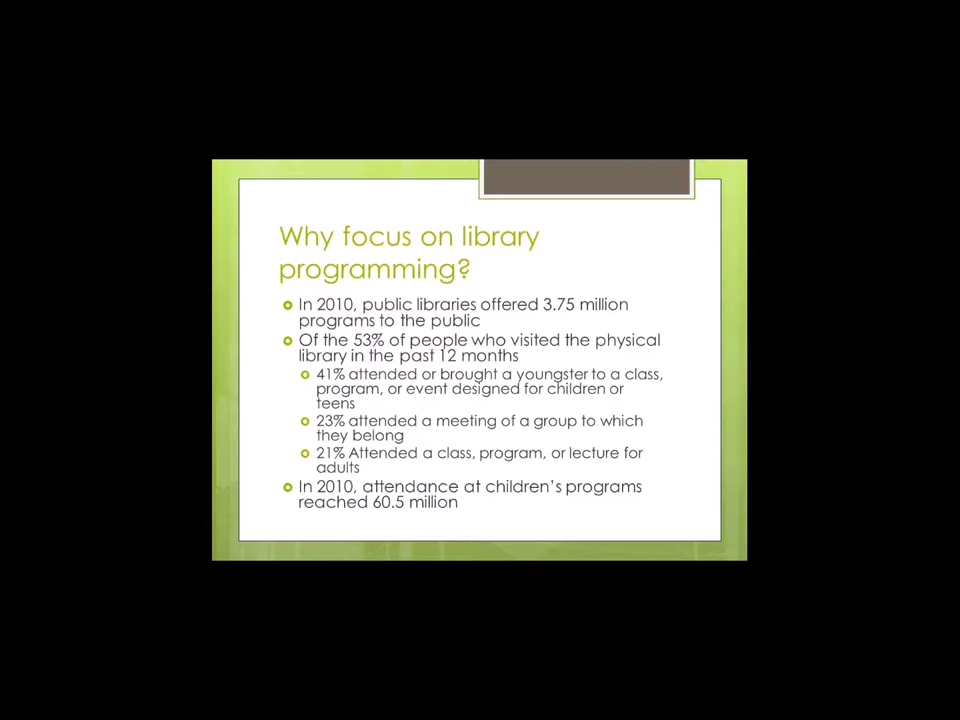 Why focus on library
programming?
In 2010, public libraries offered 3.75 million
programs to the public
Of the 53% of people who visited the physical
library in the past 12 months
41% attended or brought a youngster to a class,
program, or event designed for children or
teens
23% attended a meeting of a group to which
they belong
21% Attended a class, program, or lecture for
adults
In 2010, attendance at children’s programs
reached 60.5 million